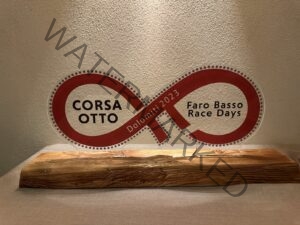 CORSA
OTTO
Dolomiti 2023
Faro Basso
Race Days
WATERMARKED